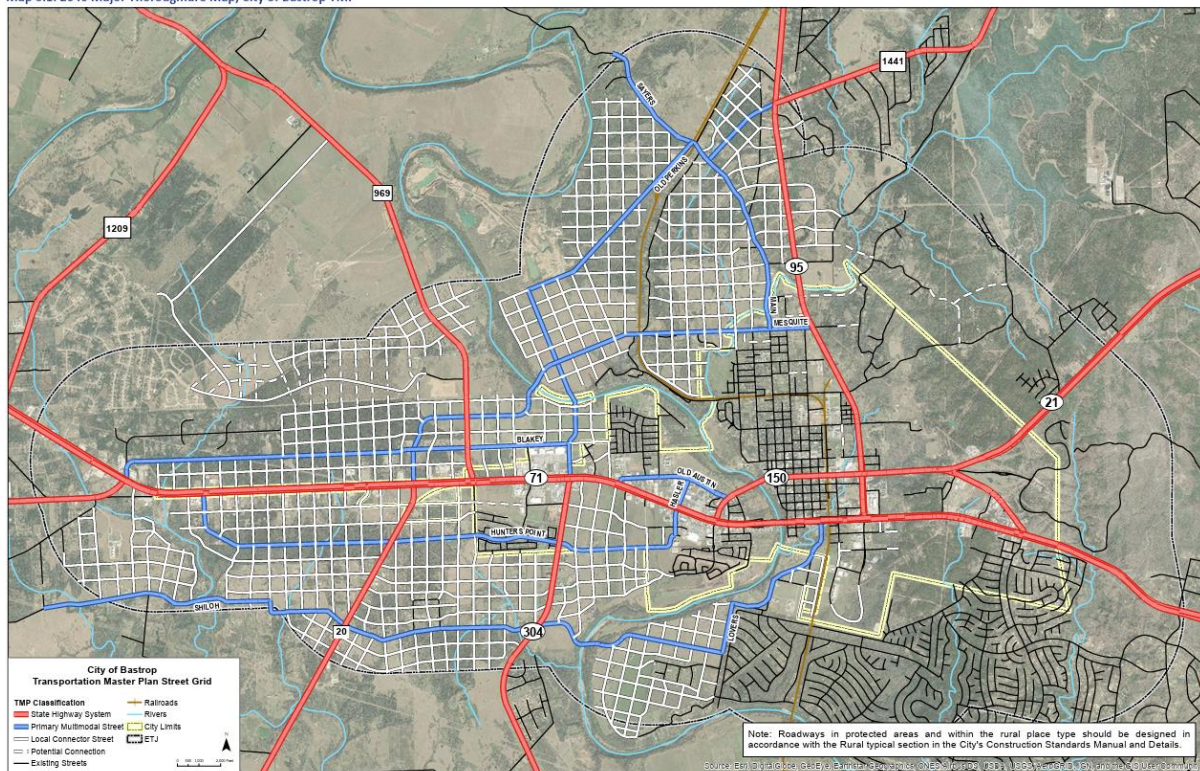 1441
SAYERS
OLD PERKINS
969
1209
95
MAIN
MESQUITE
21
BLAKEY
71
OLD AUSTIN
150
HASLER
HUNTERS POINT
SHILOH
20
304
LOVERS
City of Bastrop
Transportation Master Plan Street Grid
TMP Classification
State Highway System
Primary Multimodal Street
Local Connector Street
Potential Connection
Existing Streets
Railroads
Rivers
City Limits
ETJ
N
Note: Roadways in protected areas and within the rural place type should be designed in
accordance with the Rural typical section in the City's Construction Standards Manual and Details.